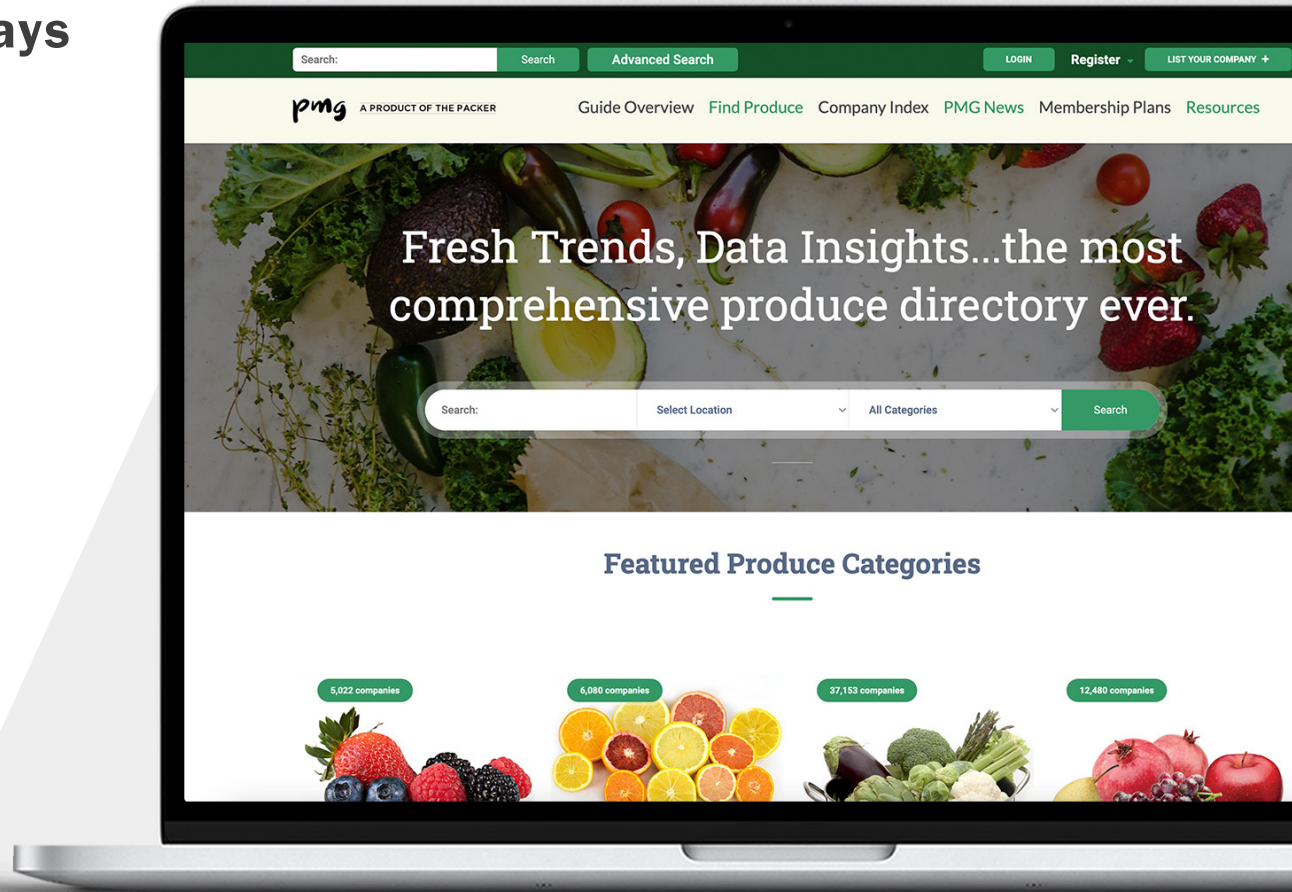 ays
Search: Search Advanced Search LOGIN Register LIST YOUR COMPANY +
pmg A PRODUCT OF THE PACKER Guide Overview Find Produce Company Index PMG News Membership Plans Resources
Fresh Trends, Data Insights...the most
comprehensive produce directory ever.
Search: Select Location All Categories Search
Featured Produce Categories
5,022 companies 6,080 companies 37,153 companies 12,480 companies